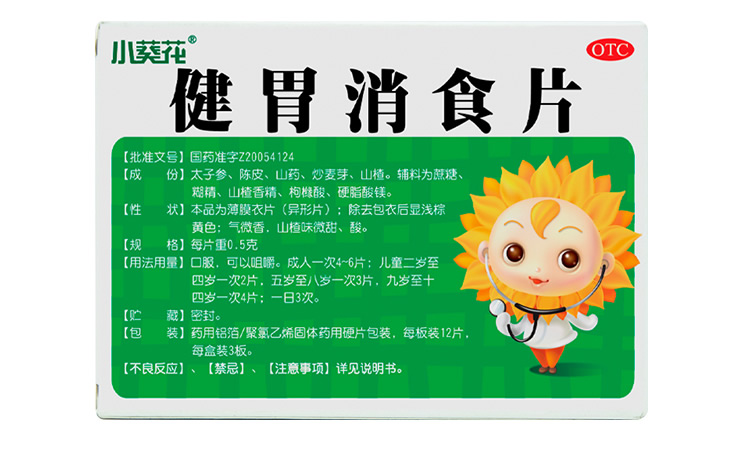 小葵花®
OTC
健胃消食片
【批准文号】国药准字Z20054124
【成　份】太子参、陈皮、山药、炒麦芽、山楂。辅料为蔗糖、
糊精、山楂香精、枸橼酸、硬脂酸镁。
【性　状】本品为薄膜衣片（异形片）；除去包衣后显浅棕
黄色；气微香，山楂味微甜、酸。
【规　格】每片重0.5克
【用法用量】口服，可以咀嚼。成人一次4~6片；儿童二岁至
四岁一次2片，五岁至八岁一次3片，九岁至十
四岁一次4片；一日3次。
【贮　藏】密封。
【包　装】药用铝箔/聚氯乙烯固体药用硬片包装，每板装12片，
每盒装3板。
【不良反应】、【禁忌】、【注意事项】详见说明书。